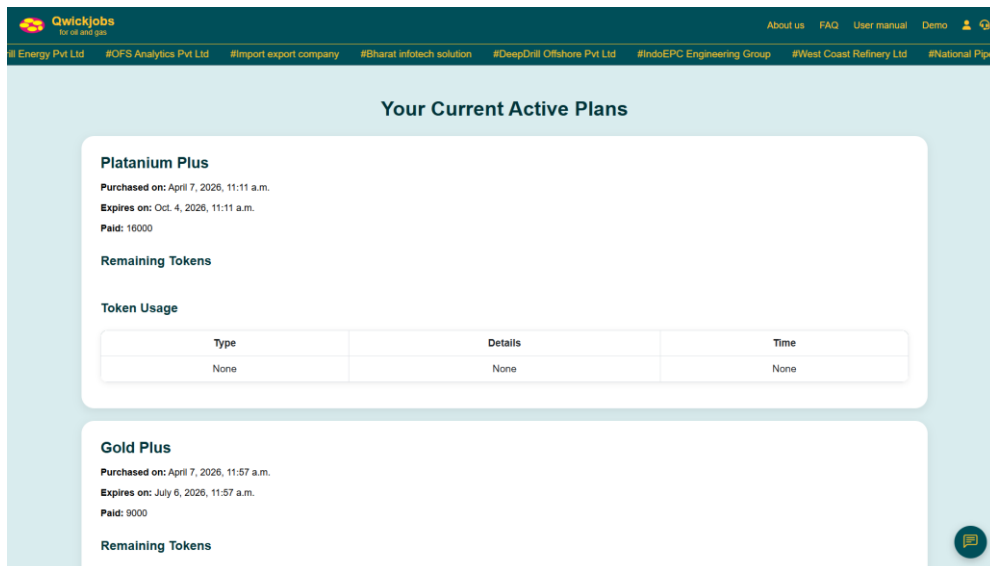 Qwickjobs
for oil and gas
About us FAQ User manual Demo
ill Energy Pvt Ltd #OFS Analytics Pvt Ltd #Import export company #Bharat infotech solution #DeepDrill Offshore Pvt Ltd #IndoEPC Engineering Group #West Coast Refinery Ltd #National Pip
Your Current Active Plans
Platanium Plus
Purchased on: April 7, 2026, 11:11 a.m.
Expires on: Oct. 4, 2026, 11:11 a.m.
Paid: 16000
Remaining Tokens
Token Usage
Type Details Time
None None None
Gold Plus
Purchased on: April 7, 2026, 11:57 a.m.
Expires on: July 6, 2026, 11:57 a.m.
Paid: 9000
Remaining Tokens